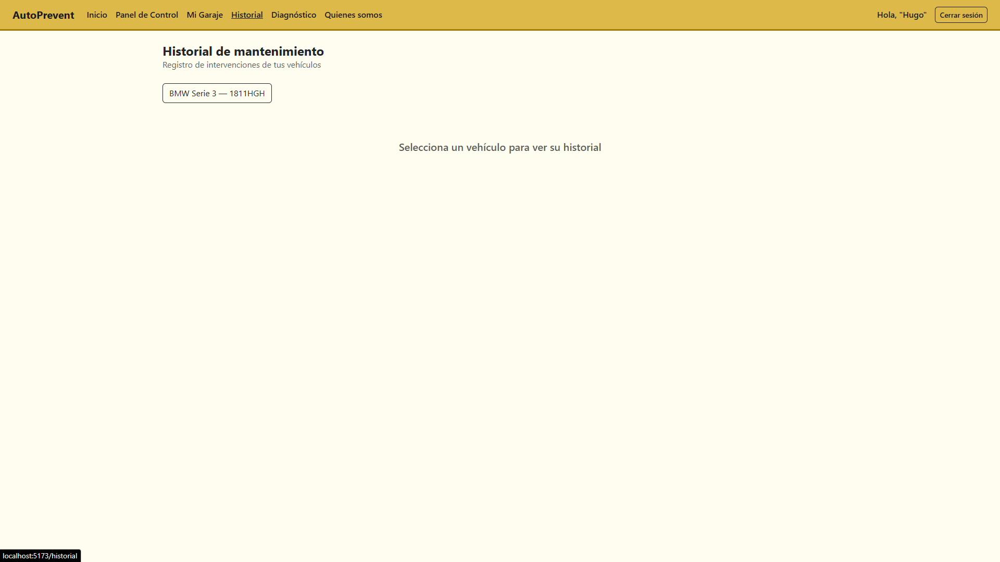 AutoPrevent Inicio Panel de Control Mi Garaje Historial Diagnóstico Quienes somos Hola, "Hugo" Cerrar sesión
Historial de mantenimiento
Registro de intervenciones de tus vehículos
BMW Serie 3 — 1811HGH
Selecciona un vehículo para ver su historial
localhost:5173/historial